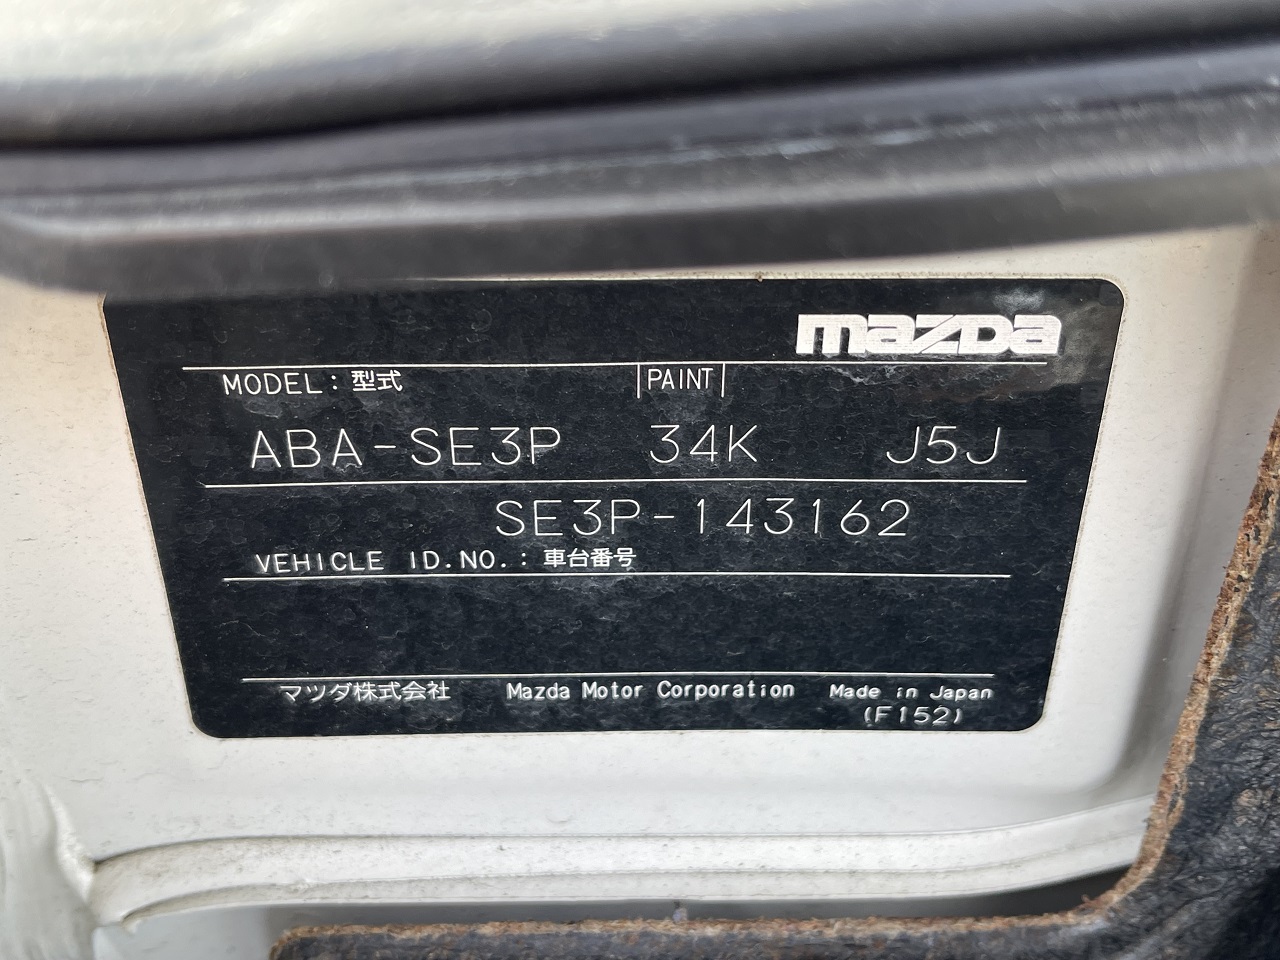 mazda
MODEL: 型式 PAINT
ABA-SE3P 34K J5J
SE3P-143162
VEHICLE ID.NO.: 車台番号
マツダ株式会社 Mazda Motor Corporation Made in Japan
(F152)